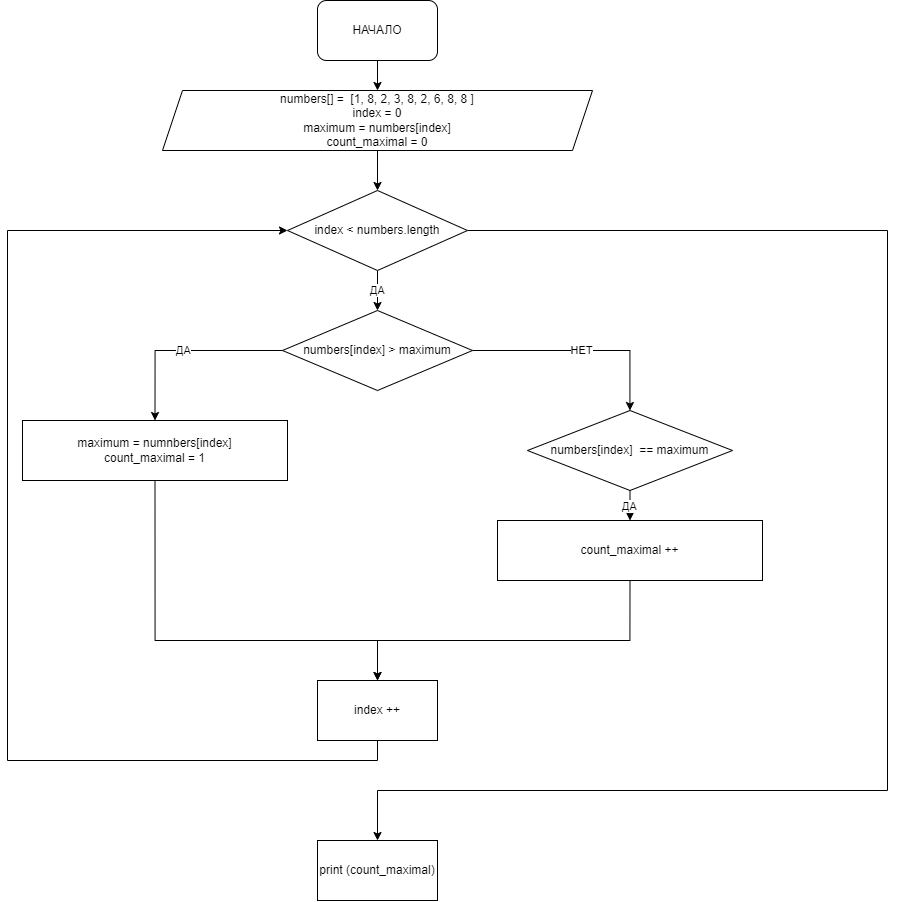 НАЧАЛО
numbers[] =  [1, 8, 2, 3, 8, 2, 6, 8, 8 ]
index = 0
maximum = numbers[index]
count_maximal = 0
index < numbers.length
ДА
numbers[index] > maximum
ДА
НЕТ
maximum = numnbers[index]
count_maximal = 1
numbers[index]  == maximum
ДА
count_maximal ++
index ++
print (count_maximal)